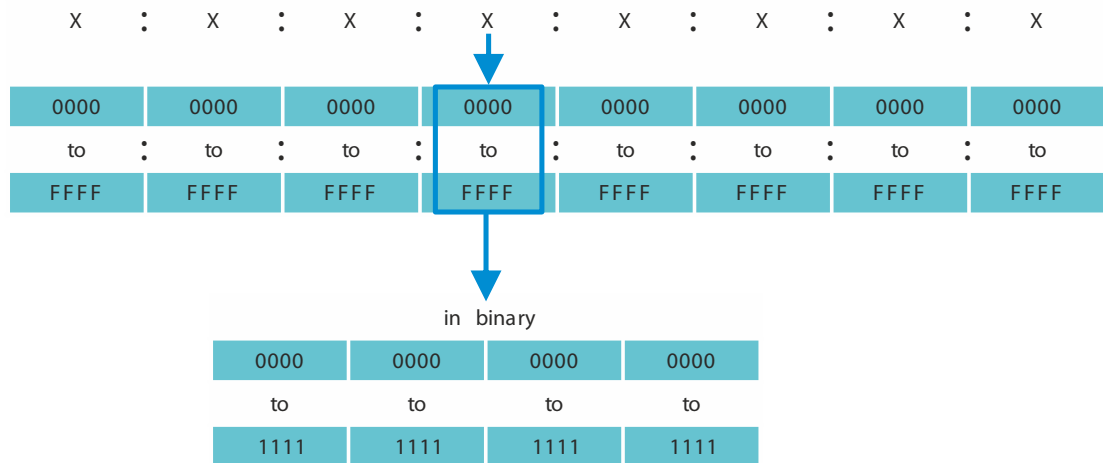 X : X : X : X : X : X : X : X
0000 0000 0000 0000 0000 0000 0000 0000
to : to : to : to : to : to : to : to
FFFF FFFF FFFF FFFF FFFF FFFF FFFF FFFF
in binary
0000 0000 0000 0000
to to to to
1111 1111 1111 1111